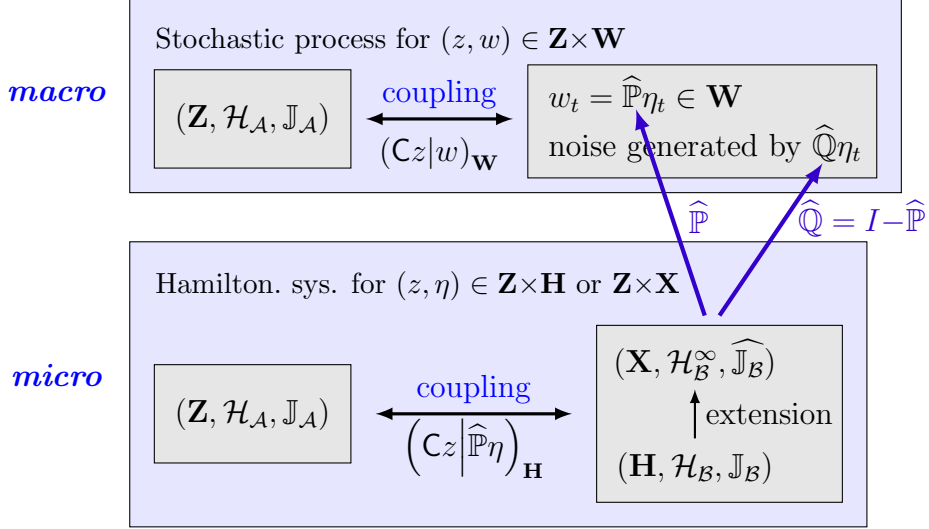 Stochastic process for (z, w) ∈ Z×W
macro
(Z, ℋ_𝒜, 𝕁_𝒜)
coupling
(Cz|w)_W
w_t = ℙ̂η_t ∈ W
noise generated by ℚ̂η_t
ℙ̂
ℚ̂ = I−ℙ̂
Hamilton. sys. for (z, η) ∈ Z×H or Z×X
micro
(Z, ℋ_𝒜, 𝕁_𝒜)
coupling
(Cz|ℙ̂η)_H
(X, ℋ_ℬ^∞, 𝕁_ℬ̂)
extension
(H, ℋ_ℬ, 𝕁_ℬ)